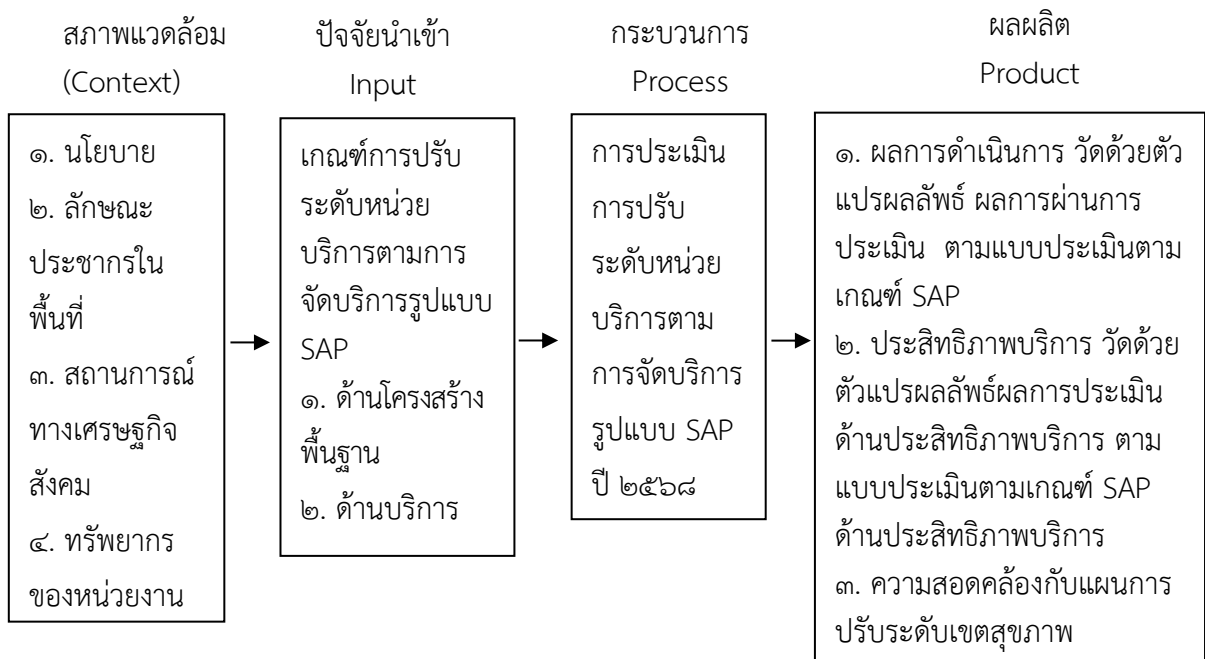 สภาพแวดล้อม
(Context)
๑. นโยบาย
๒. ลักษณะ
ประชากรใน
พื้นที่
๓. สถานการณ์
ทางเศรษฐกิจ
สังคม
๔. ทรัพยากร
ของหน่วยงาน
ปัจจัยนำเข้า
Input
เกณฑ์การปรับ
ระดับหน่วย
บริการตามการ
จัดบริการรูปแบบ
SAP
๑. ด้านโครงสร้าง
พื้นฐาน
๒. ด้านบริการ
กระบวนการ
Process
การประเมิน
การปรับ
ระดับหน่วย
บริการตาม
การจัดบริการ
รูปแบบ SAP
ปี ๒๕๖๘
ผลผลิต
Product
๑. ผลการดำเนินการ วัดด้วยตัว
แปรผลลัพธ์ ผลการผ่านการ
ประเมิน ตามแบบประเมินตาม
เกณฑ์ SAP
๒. ประสิทธิภาพบริการ วัดด้วย
ตัวแปรผลลัพธ์ผลการประเมิน
ด้านประสิทธิภาพบริการ ตาม
แบบประเมินตามเกณฑ์ SAP
ด้านประสิทธิภาพบริการ
๓. ความสอดคล้องกับแผนการ
ปรับระดับเขตสุขภาพ